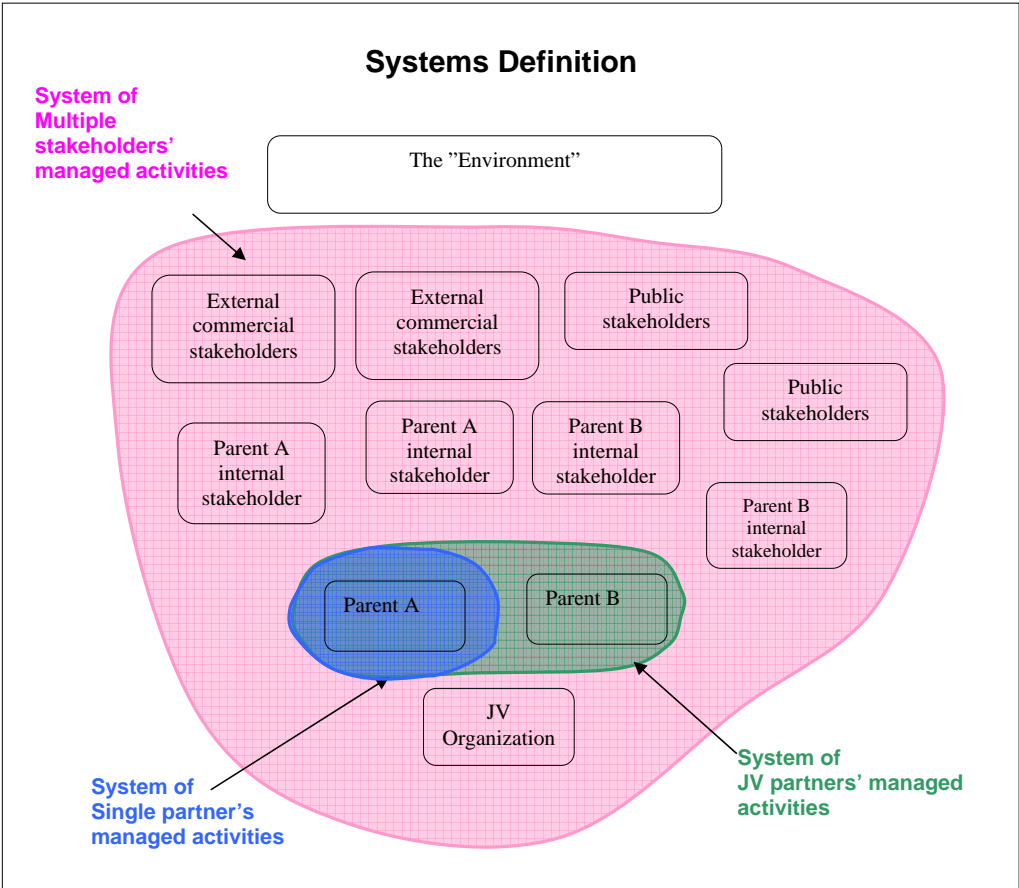 Systems Definition
System of
Multiple
stakeholders’
managed activities
The ”Environment”
External
commercial
stakeholders
External
commercial
stakeholders
Public
stakeholders
Public
stakeholders
Parent A
internal
stakeholder
Parent A
internal
stakeholder
Parent B
internal
stakeholder
Parent B
internal
stakeholder
Parent A
Parent B
JV
Organization
System of
Single partner’s
managed activities
System of
JV partners’ managed
activities